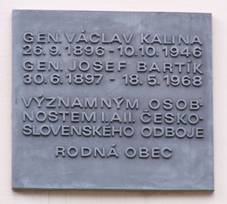 GEN. VÁCLAV KALINA
26.9.1896 - 10.10.1946
GEN. JOSEF BARTÍK
30.6.1897 - 18.5.1968
VÝZNAMNÝM OSOB-
NOSTEM I.A II. ČESKO-
SLOVENSKÉHO ODBOJE
RODNÁ OBEC